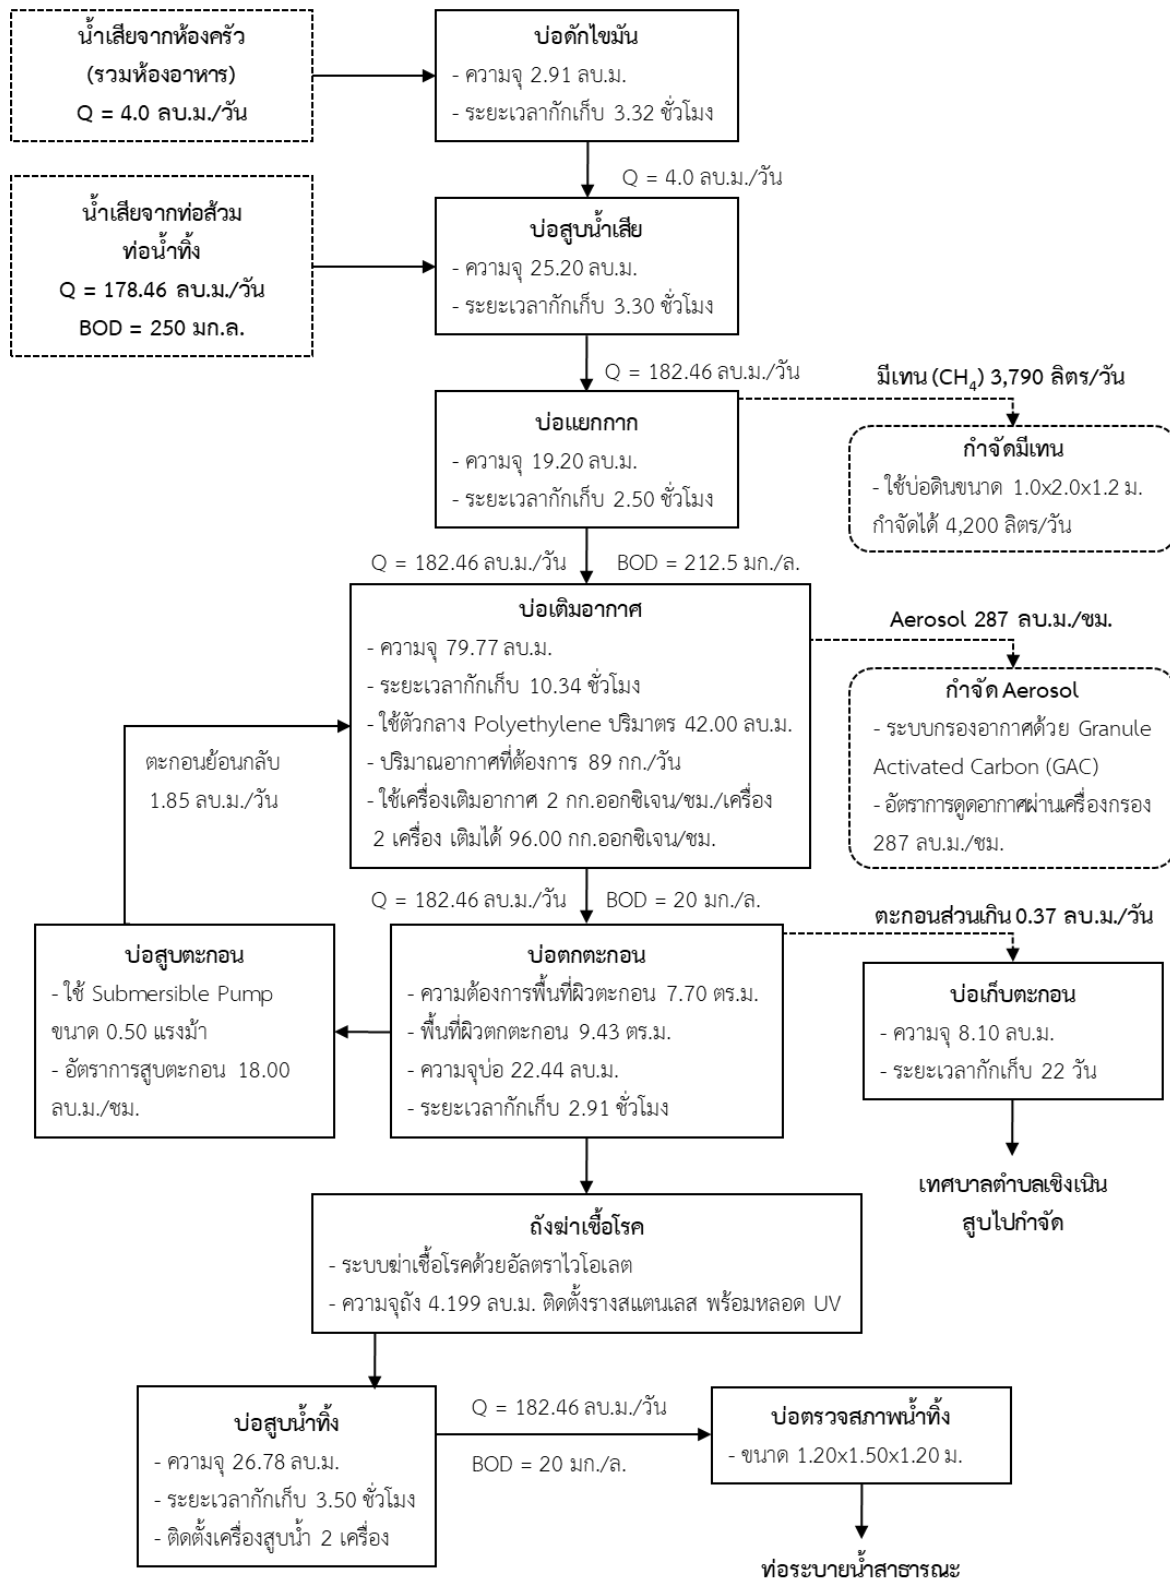 น้ำเสียจากห้องครัว
(รวมห้องอาหาร)
Q = 4.0 ลบ.ม./วัน
บ่อดักไขมัน
- ความจุ 2.91 ลบ.ม.
- ระยะเวลากักเก็บ 3.32 ชั่วโมง
Q = 4.0 ลบ.ม./วัน
น้ำเสียจากท่อส้วม
ท่อน้ำทิ้ง
Q = 178.46 ลบ.ม./วัน
BOD = 250 มก.ล.
บ่อสูบน้ำเสีย
- ความจุ 25.20 ลบ.ม.
- ระยะเวลากักเก็บ 3.30 ชั่วโมง
Q = 182.46 ลบ.ม./วัน
มีเทน (CH₄) 3,790 ลิตร/วัน
บ่อแยกกาก
- ความจุ 19.20 ลบ.ม.
- ระยะเวลากักเก็บ 2.50 ชั่วโมง
กำจัดมีเทน
- ใช้บ่อดินขนาด 1.0x2.0x1.2 ม.
กำจัดได้ 4,200 ลิตร/วัน
Q = 182.46 ลบ.ม./วัน
BOD = 212.5 มก./ล.
บ่อเติมอากาศ
- ความจุ 79.77 ลบ.ม.
- ระยะเวลากักเก็บ 10.34 ชั่วโมง
- ใช้ตัวกลาง Polyethylene ปริมาตร 42.00 ลบ.ม.
- ปริมาณอากาศที่ต้องการ 89 กก./วัน
- ใช้เครื่องเติมอากาศ 2 กก.ออกซิเจน/ชม./เครื่อง
2 เครื่อง เติมได้ 96.00 กก.ออกซิเจน/ชม.
Aerosol 287 ลบ.ม./ชม.
กำจัด Aerosol
- ระบบกรองอากาศด้วย Granule
Activated Carbon (GAC)
- อัตราการดูดอากาศผ่านเครื่องกรอง
287 ลบ.ม./ชม.
ตะกอนย้อนกลับ
1.85 ลบ.ม./วัน
Q = 182.46 ลบ.ม./วัน
BOD = 20 มก./ล.
ตะกอนส่วนเกิน 0.37 ลบ.ม./วัน
บ่อสูบตะกอน
- ใช้ Submersible Pump
ขนาด 0.50 แรงม้า
- อัตราการสูบตะกอน 18.00
ลบ.ม./ชม.
บ่อตกตะกอน
- ความต้องการพื้นที่ผิวตะกอน 7.70 ตร.ม.
- พื้นที่ผิวตกตะกอน 9.43 ตร.ม.
- ความจุบ่อ 22.44 ลบ.ม.
- ระยะเวลากักเก็บ 2.91 ชั่วโมง
บ่อเก็บตะกอน
- ความจุ 8.10 ลบ.ม.
- ระยะเวลากักเก็บ 22 วัน
เทศบาลตำบลเชิงเนิน
สูบไปกำจัด
ถังฆ่าเชื้อโรค
- ระบบฆ่าเชื้อโรคด้วยอัลตราไวโอเลต
- ความจุถัง 4.199 ลบ.ม. ติดตั้งรางสแตนเลส พร้อมหลอด UV
บ่อสูบน้ำทิ้ง
- ความจุ 26.78 ลบ.ม.
- ระยะเวลากักเก็บ 3.50 ชั่วโมง
- ติดตั้งเครื่องสูบน้ำ 2 เครื่อง
Q = 182.46 ลบ.ม./วัน
BOD = 20 มก./ล.
บ่อตรวจสภาพน้ำทิ้ง
- ขนาด 1.20x1.50x1.20 ม.
ท่อระบายน้ำสาธารณะ